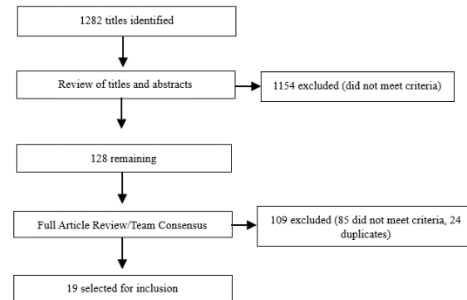 1282 titles identified
Review of titles and abstracts
1154 excluded (did not meet criteria)
128 remaining
Full Article Review/Team Consensus
109 excluded (85 did not meet criteria, 24
duplicates)
19 selected for inclusion